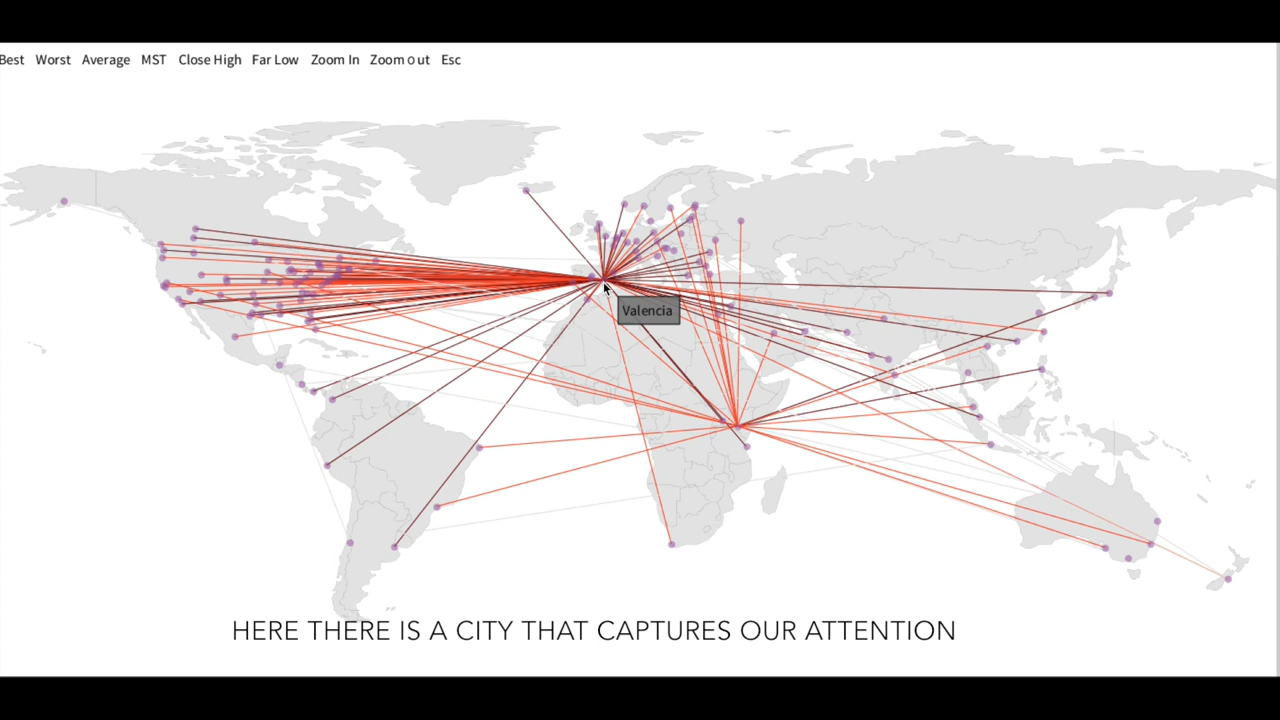 Best Worst Average MST Close High Far Low Zoom In Zoom out Esc
Valencia
HERE THERE IS A CITY THAT CAPTURES OUR ATTENTION